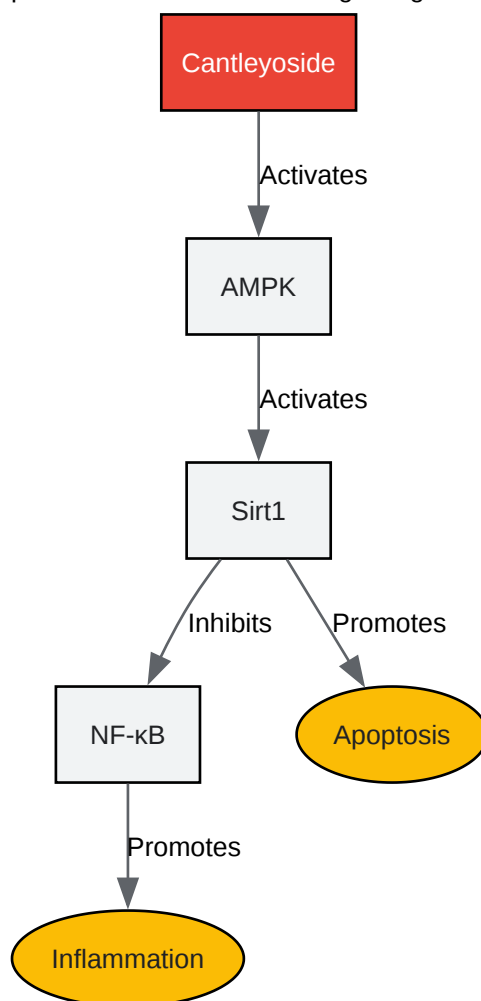 Cantleyoside
Activates
AMPK
Activates
Sirt1
Inhibits
Promotes
NF-κB
Apoptosis
Promotes
Inflammation